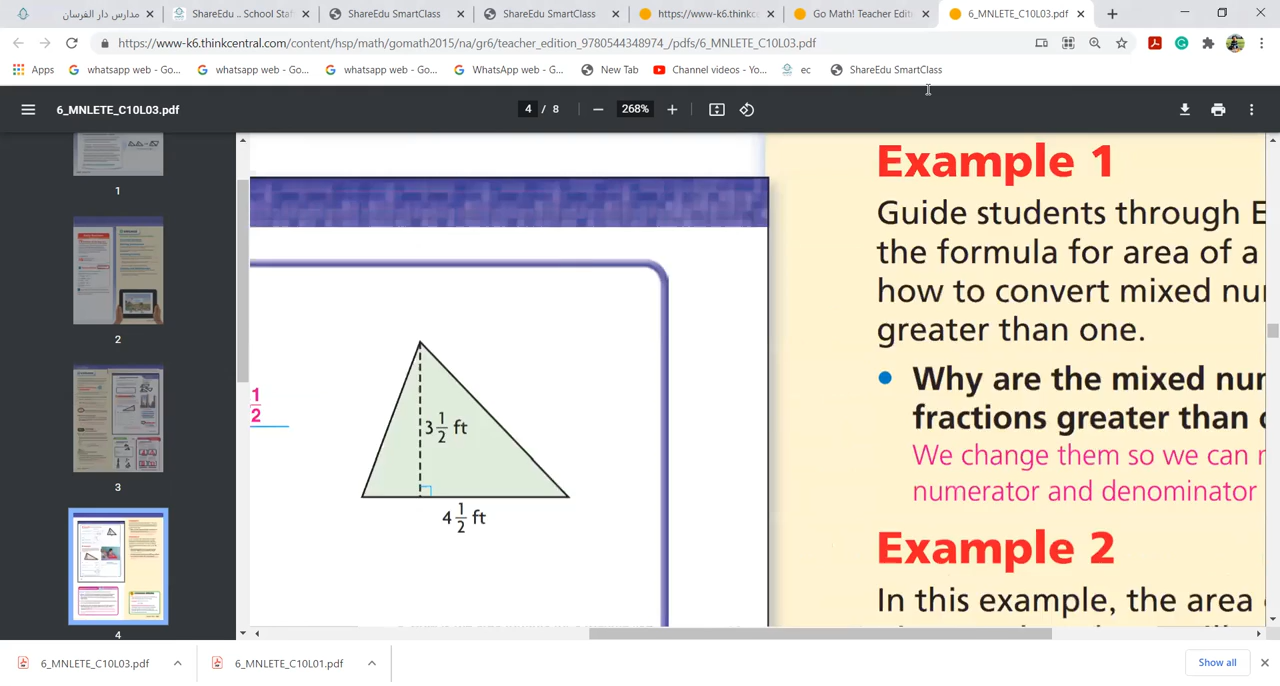 مدارس دار الفرسان
ShareEdu .. School Staf
ShareEdu SmartClass
ShareEdu SmartClass
https://www-k6.thinkc
Go Math! Teacher Editi
6_MNLETE_C10L03.pdf
https://www-k6.thinkcentral.com/content/hsp/math/gomath2015/na/gr6/teacher_edition_9780544348974_/pdfs/6_MNLETE_C10L03.pdf
Apps
whatsapp web - Go...
whatsapp web - Go...
whatsapp web - Go...
WhatsApp web - G...
New Tab
Channel videos - Yo...
ec
ShareEdu SmartClass
6_MNLETE_C10L03.pdf
4 / 8
268%
1
2
3
4
1/2
3 1/2 ft
4 1/2 ft
Example 1
Guide students through E
the formula for area of a
how to convert mixed nu
greater than one.
• Why are the mixed nur
fractions greater than
We change them so we can
numerator and denominator
Example 2
In this example, the area
6_MNLETE_C10L03.pdf
6_MNLETE_C10L01.pdf
Show all